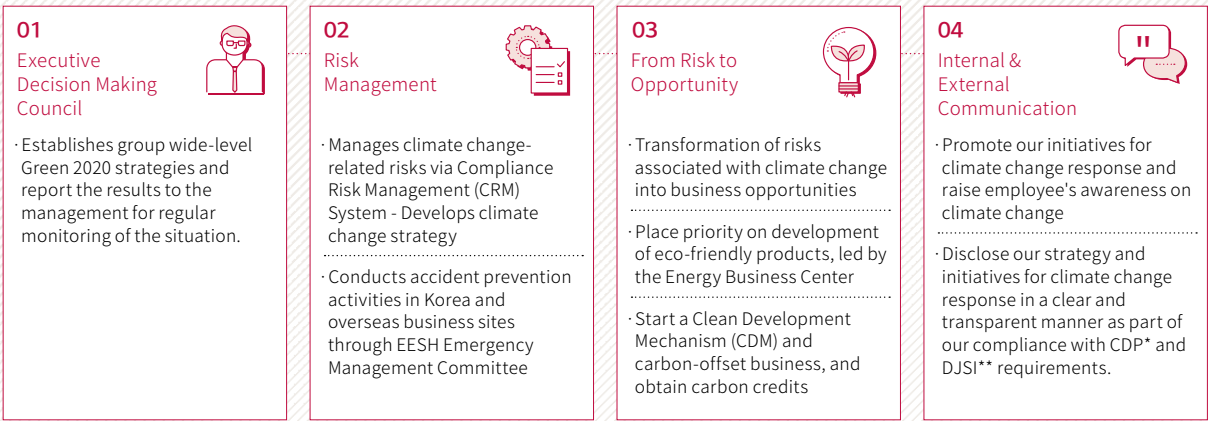 01
Executive
Decision Making
Council
· Establishes group wide-level
Green 2020 strategies and
report the results to the
management for regular
monitoring of the situation.
02
Risk
Management
· Manages climate change-
related risks via Compliance
Risk Management (CRM)
System - Develops climate
change strategy
· Conducts accident prevention
activities in Korea and
overseas business sites
through EESH Emergency
Management Committee
03
From Risk to
Opportunity
· Transformation of risks
associated with climate change
into business opportunities
· Place priority on development
of eco-friendly products, led by
the Energy Business Center
· Start a Clean Development
Mechanism (CDM) and
carbon-offset business, and
obtain carbon credits
04
Internal &
External
Communication
· Promote our initiatives for
climate change response and
raise employee's awareness on
climate change
· Disclose our strategy and
initiatives for climate change
response in a clear and
transparent manner as part of
our compliance with CDP* and
DJSI** requirements.